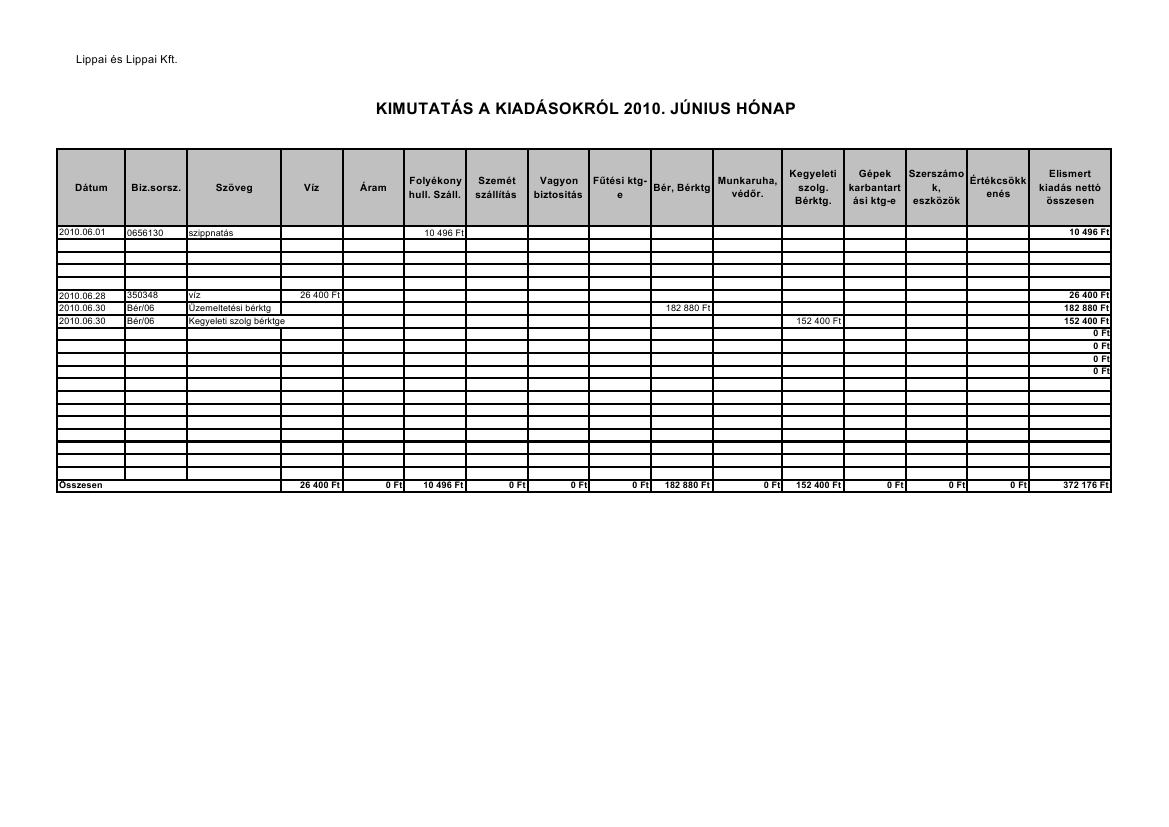 Lippai és Lippai Kft.
KIMUTATÁS A KIADÁSOKRÓL 2010. JÚNIUS HÓNAP
Dátum Biz.sorsz. Szöveg Víz Áram Folyékony hull. Száll. Szemét szállítás Vagyon biztositás Fűtési ktg-e Bér, Bérktg Munkaruha, védőr. Kegyeleti szolg. Bérktg. Gépek karbantartási ktg-e Szerszámok, eszközök Értékcsökkenés Elismert kiadás nettó összesen
2010.06.01 0656130 szippnatás 10 496 Ft 10 496 Ft
2010.06.28 350348 víz 26 400 Ft 26 400 Ft
2010.06.30 Bér/06 Üzemeltetési bérktg 182 880 Ft 182 880 Ft
2010.06.30 Bér/06 Kegyeleti szolg bérktge 152 400 Ft 152 400 Ft
0 Ft
0 Ft
0 Ft
0 Ft
Összesen 26 400 Ft 0 Ft 10 496 Ft 0 Ft 0 Ft 0 Ft 182 880 Ft 0 Ft 152 400 Ft 0 Ft 0 Ft 0 Ft 372 176 Ft